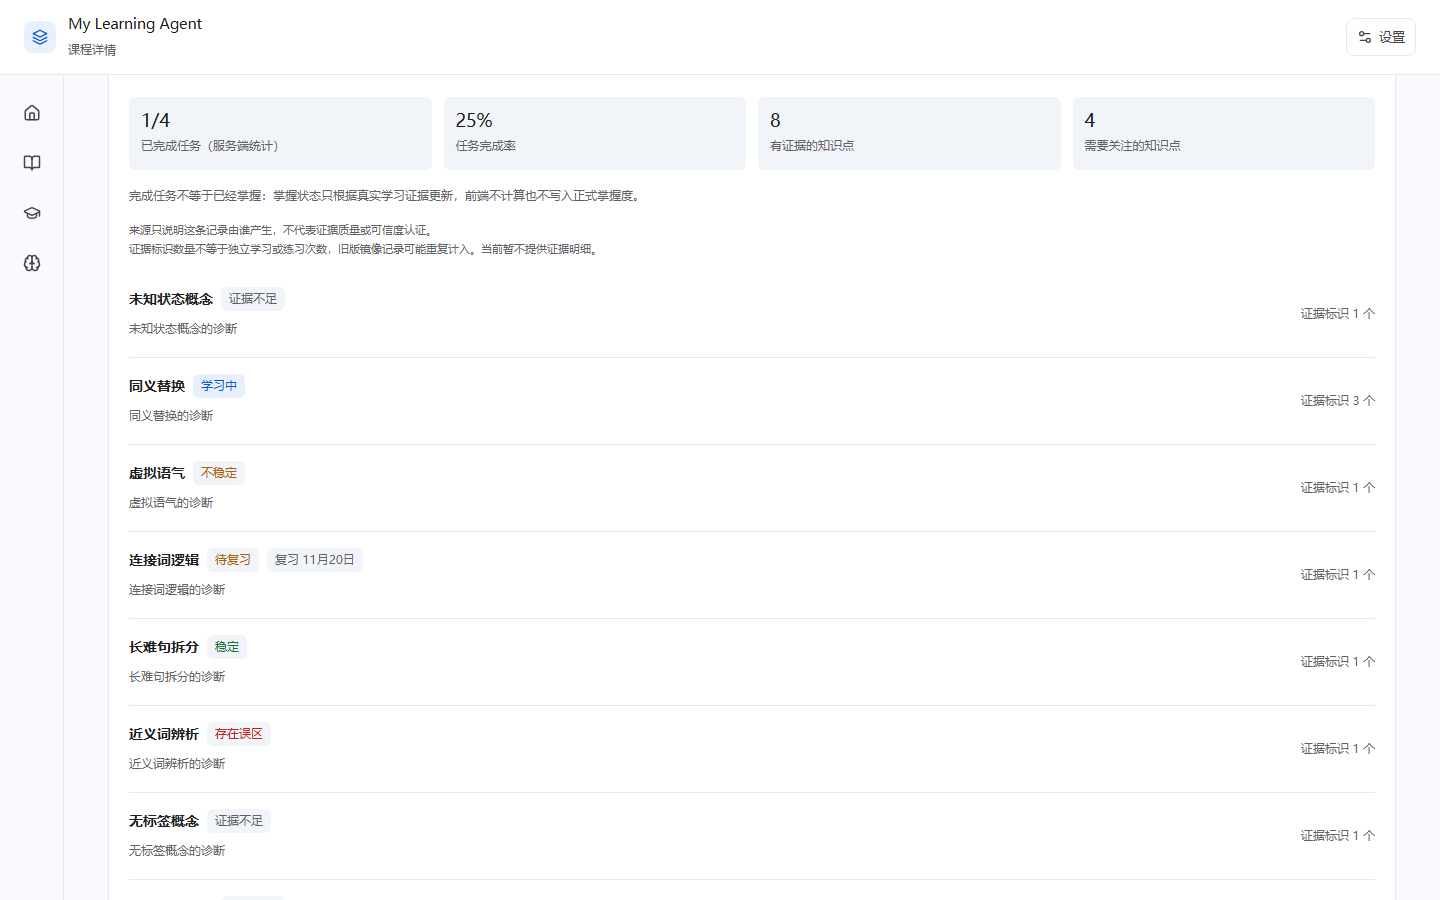 My Learning Agent
课程详情
设置
1/4
已完成任务（服务端统计）
25%
任务完成率
8
有证据的知识点
4
需要关注的知识点
完成任务不等于已经掌握：掌握状态只根据真实学习证据更新，前端不计算也不写入正式掌握度。
来源只说明这条记录由谁产生，不代表证据质量或可信度认证。
证据标识数量不等于独立学习或练习次数，旧版镜像记录可能重复计入。当前暂不提供证据明细。
未知状态概念 证据不足
未知状态概念的诊断
证据标识 1 个
同义替换 学习中
同义替换的诊断
证据标识 3 个
虚拟语气 不稳定
虚拟语气的诊断
证据标识 1 个
连接词逻辑 待复习 复习 11月20日
连接词逻辑的诊断
证据标识 1 个
长难句拆分 稳定
长难句拆分的诊断
证据标识 1 个
近义词辨析 存在误区
近义词辨析的诊断
证据标识 1 个
无标签概念 证据不足
无标签概念的诊断
证据标识 1 个